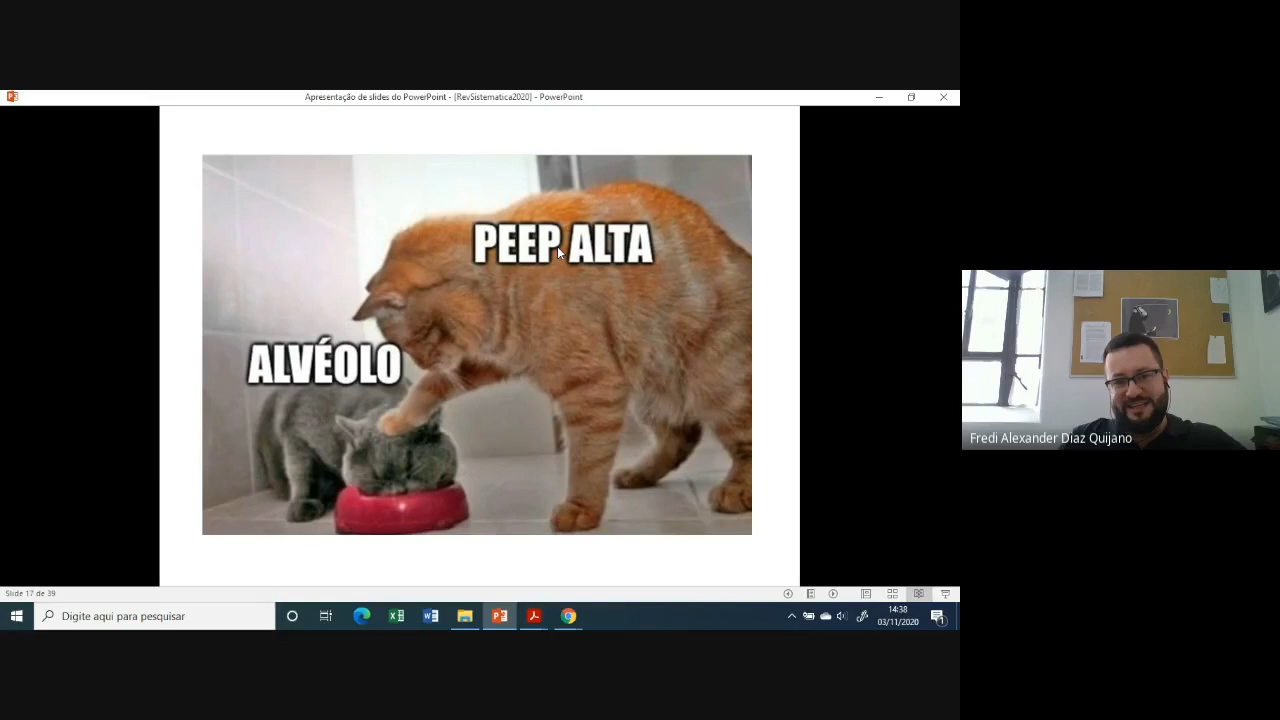 Apresentação de slides do PowerPoint - [RevSistematica2020] - PowerPoint
PEEP ALTA
ALVÉOLO
Fredi Alexander Diaz Quijano
Slide 17 de 39
Digite aqui para pesquisar
14:38
03/11/2020
1